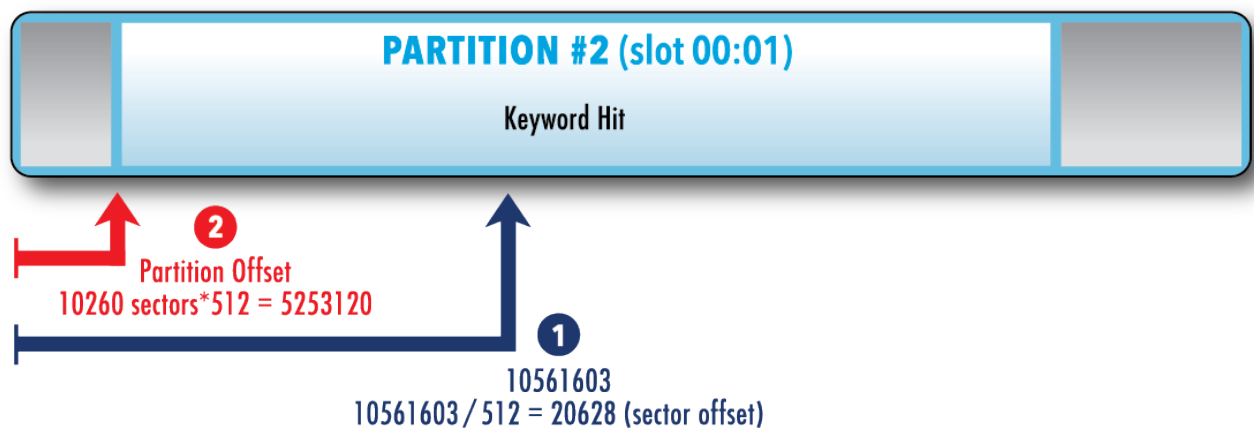 PARTITION #2 (slot 00:01)
Keyword Hit
2
Partition Offset
10260 sectors*512 = 5253120
1
10561603
10561603 / 512 = 20628 (sector offset)